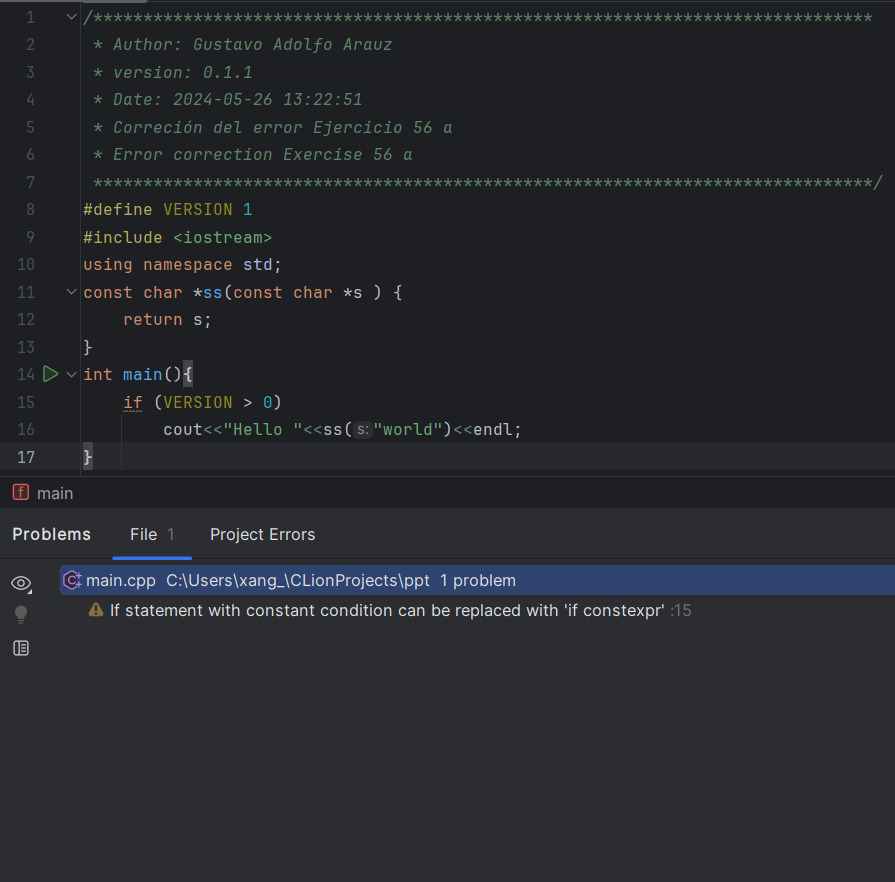 1 /******************************************************************************
2 * Author: Gustavo Adolfo Arauz
3 * version: 0.1.1
4 * Date: 2024-05-26 13:22:51
5 * Correción del error Ejercicio 56 a
6 * Error correction Exercise 56 a
7 ******************************************************************************/
8 #define VERSION 1
9 #include <iostream>
10 using namespace std;
11 const char *ss(const char *s ) {
12 return s;
13 }
14 int main(){
15 if (VERSION > 0)
16 cout<<"Hello "<<ss( s: "world")<<endl;
17 }
f main
Problems File 1 Project Errors
C++ main.cpp C:\Users\xang_\CLionProjects\ppt 1 problem
If statement with constant condition can be replaced with 'if constexpr' :15